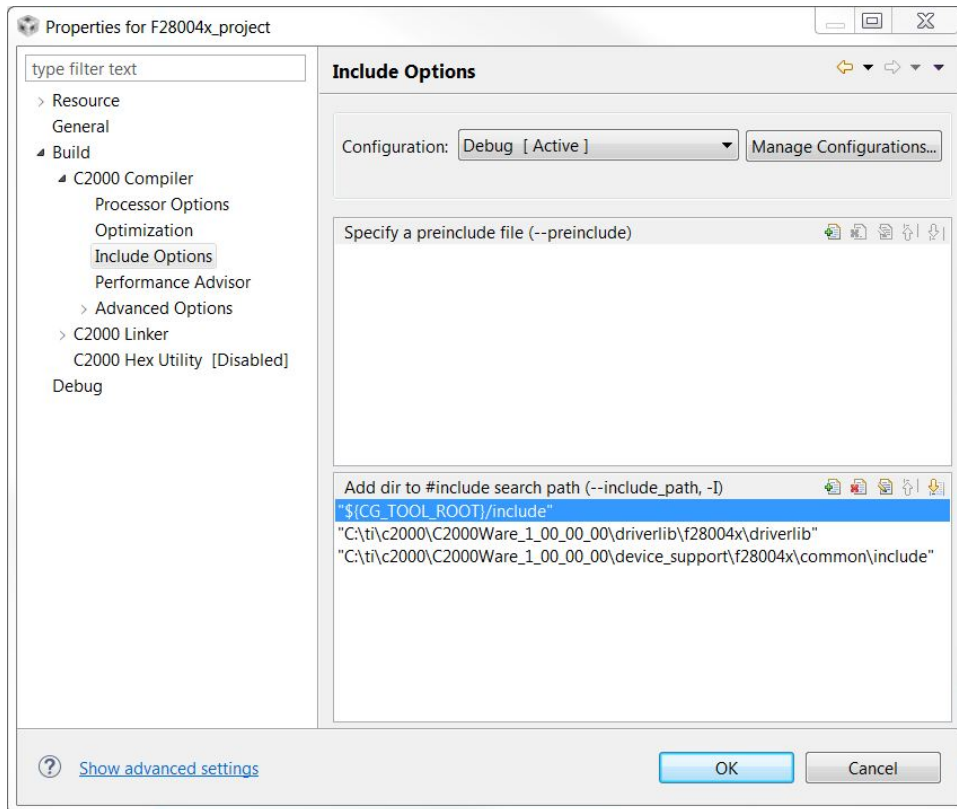 Properties for F28004x_project
type filter text
Resource
General
Build
C2000 Compiler
Processor Options
Optimization
Include Options
Performance Advisor
Advanced Options
C2000 Linker
C2000 Hex Utility [Disabled]
Debug
Include Options
Configuration: Debug [ Active ] Manage Configurations...
Specify a preinclude file (--preinclude)
Add dir to #include search path (--include_path, -I)
"${CG_TOOL_ROOT}/include"
"C:\ti\c2000\C2000Ware_1_00_00_00\driverlib\f28004x\driverlib"
"C:\ti\c2000\C2000Ware_1_00_00_00\device_support\f28004x\common\include"
? Show advanced settings OK Cancel